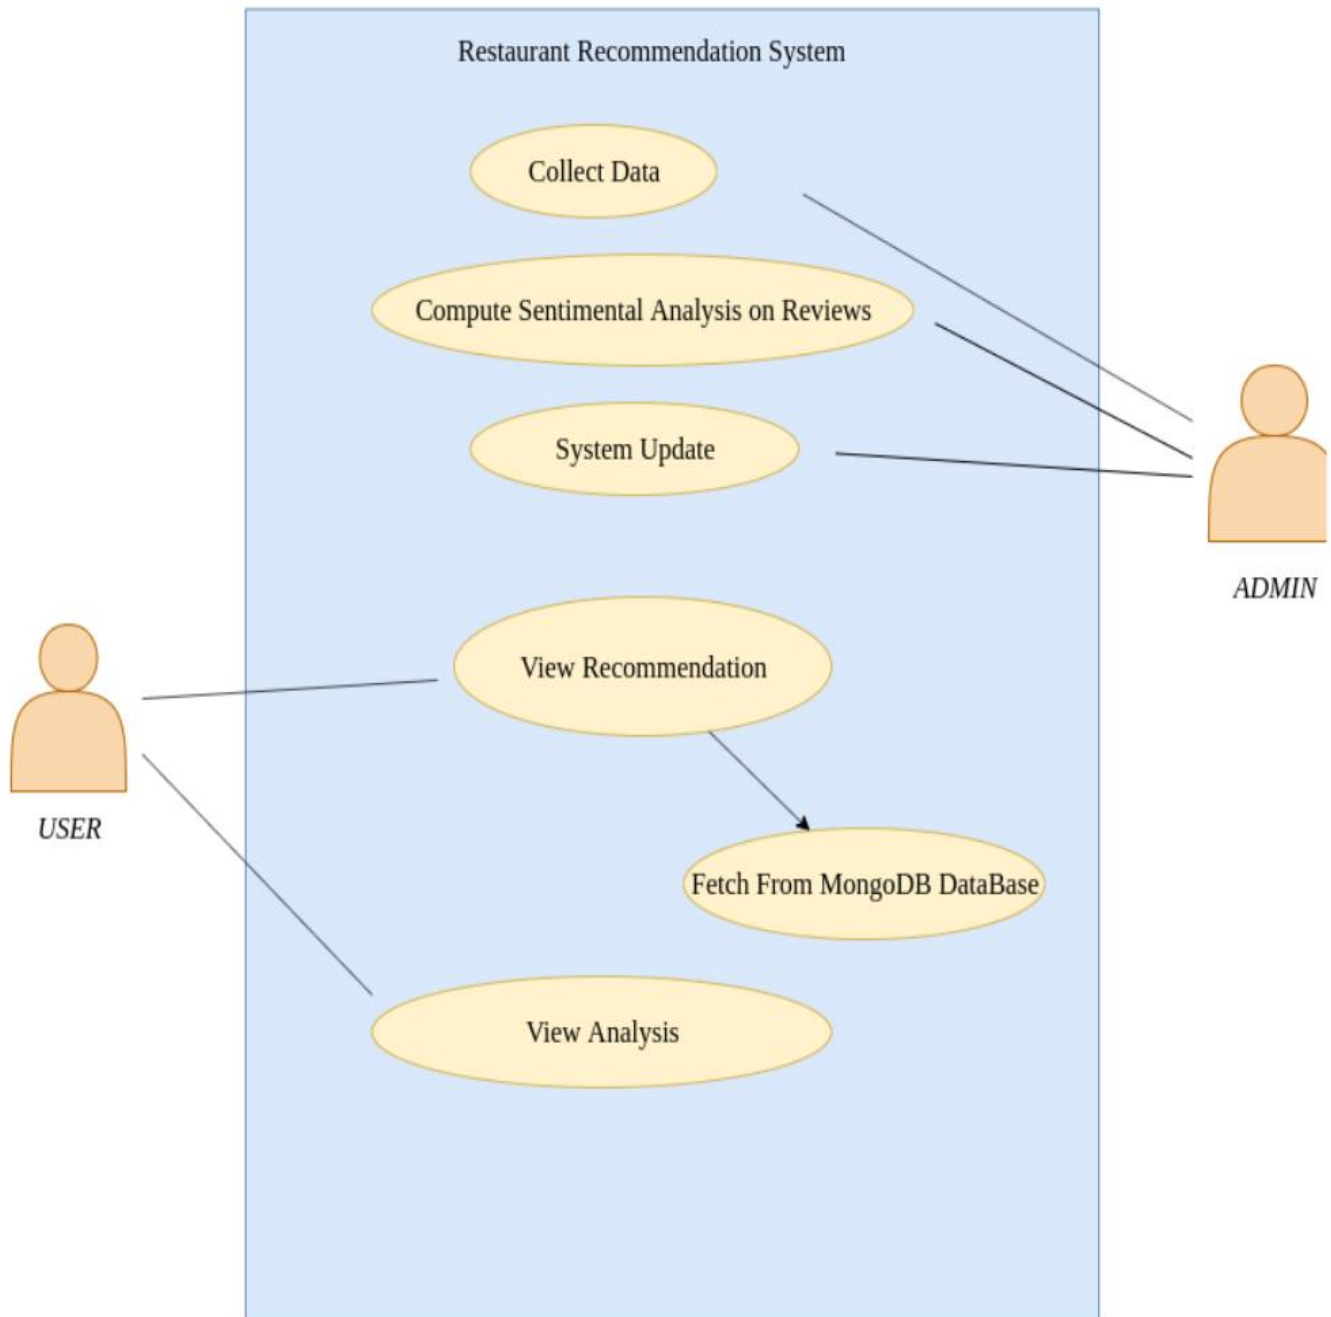 Restaurant Recommendation System
Collect Data
Compute Sentimental Analysis on Reviews
System Update
ADMIN
View Recommendation
USER
Fetch From MongoDB DataBase
View Analysis